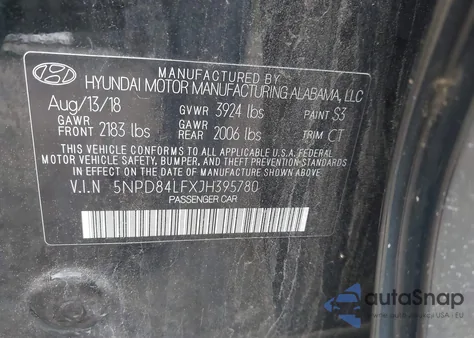 MANUFACTURED BY
HYUNDAI MOTOR MANUFACTURING ALABAMA, LLC
Aug/13/18 GVWR 3924 lbs PAINT S3
GAWR FRONT 2183 lbs GAWR REAR 2006 lbs TRIM CT
THIS VEHICLE CONFORMS TO ALL APPLICABLE U.S.A. FEDERAL
MOTOR VEHICLE SAFETY, BUMPER, AND THEFT PREVENTION STANDARDS
IN EFFECT ON THE DATE OF MANUFACTURE SHOWN ABOVE.
V.I.N 5NPD84LFXJH395780
PASSENGER CAR
autoSnap